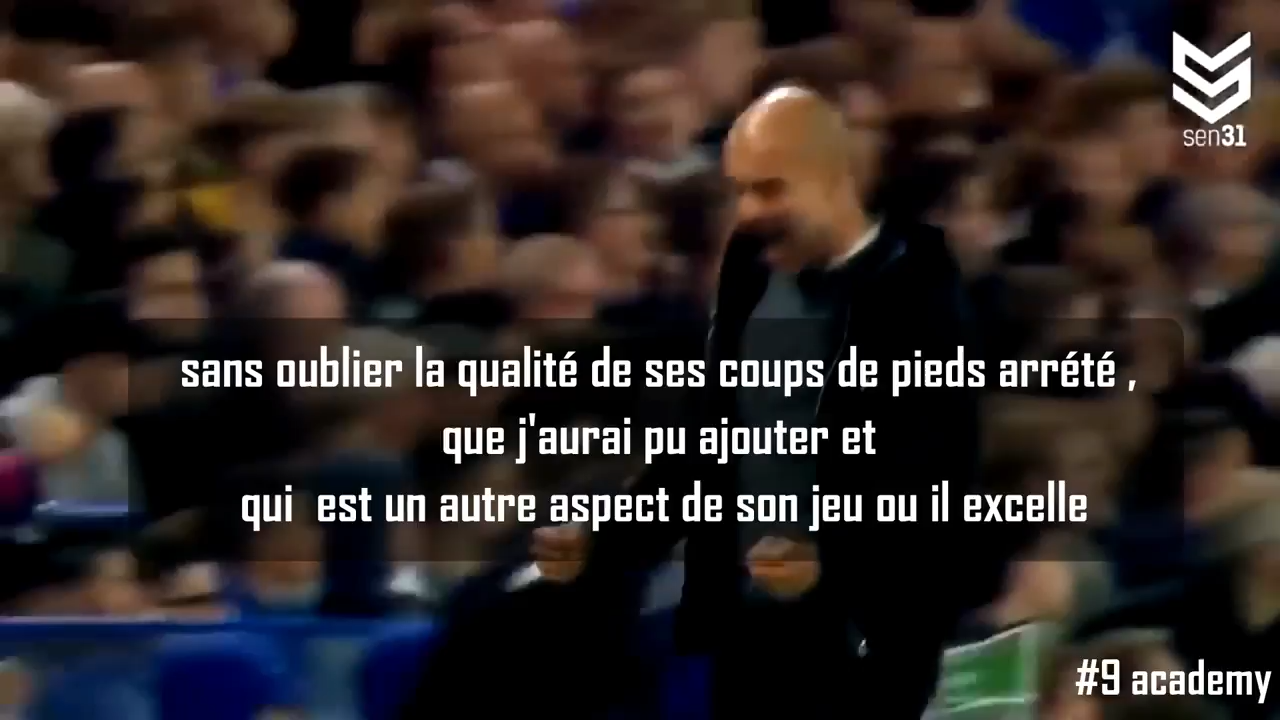 sen31
sans oublier la qualité de ses coups de pieds arrété ,
que j'aurai pu ajouter et
qui  est un autre aspect de son jeu ou il excelle
#9 academy